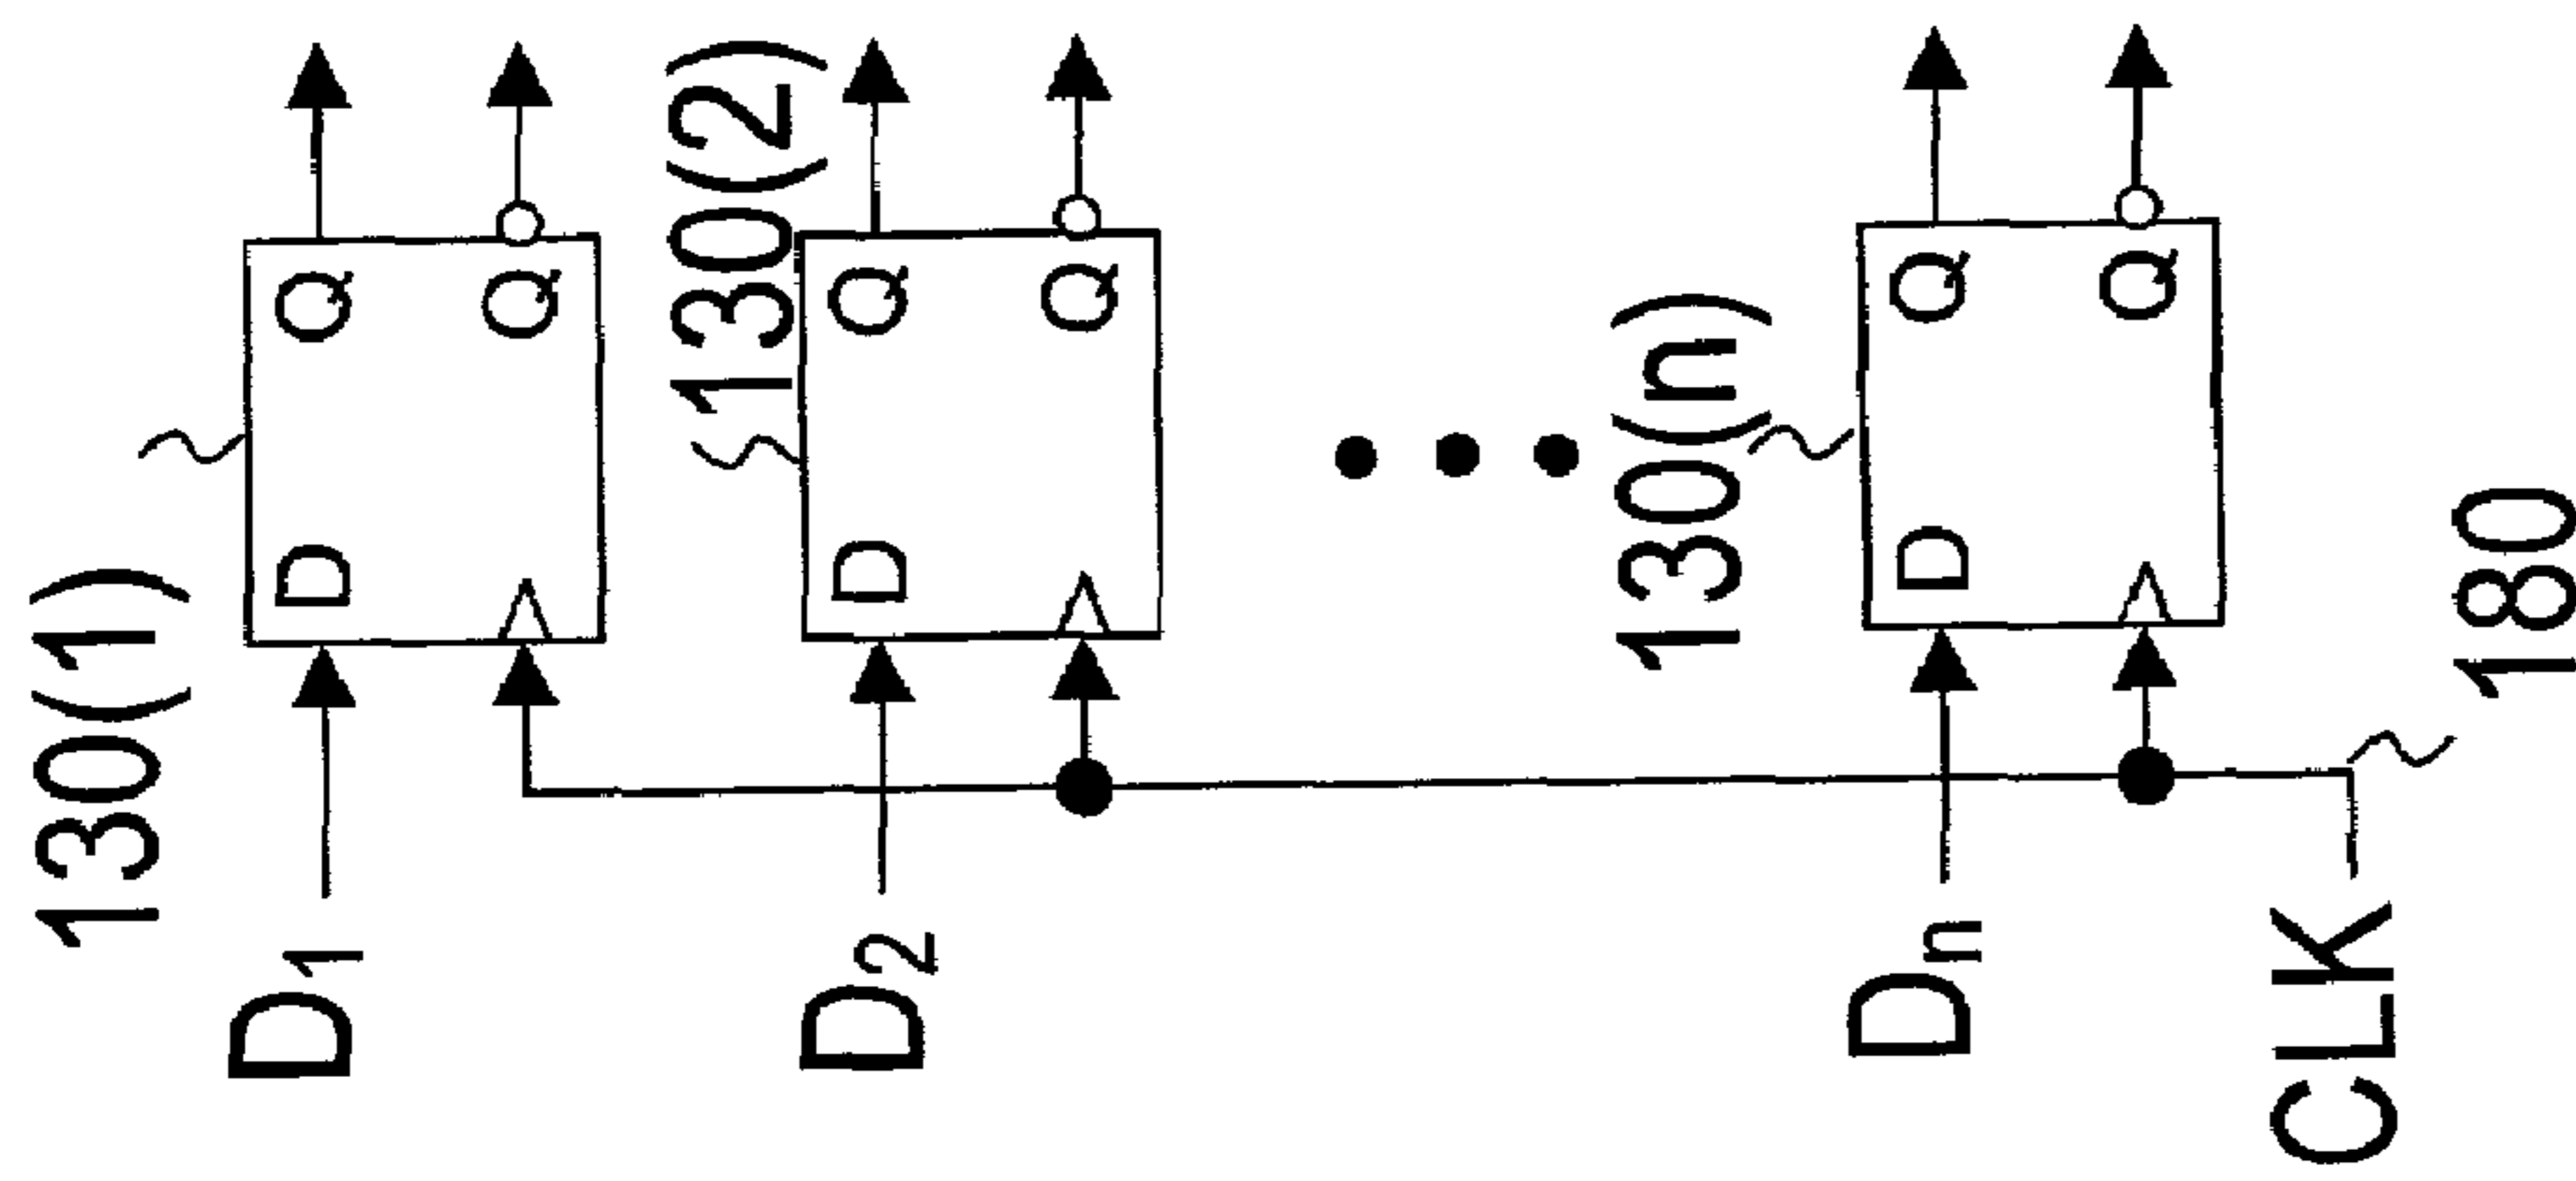 130(1)
D Q
Q
D1
130(2)
D Q
Q
D2
130(n)
D Q
Q
Dn
180
CLK